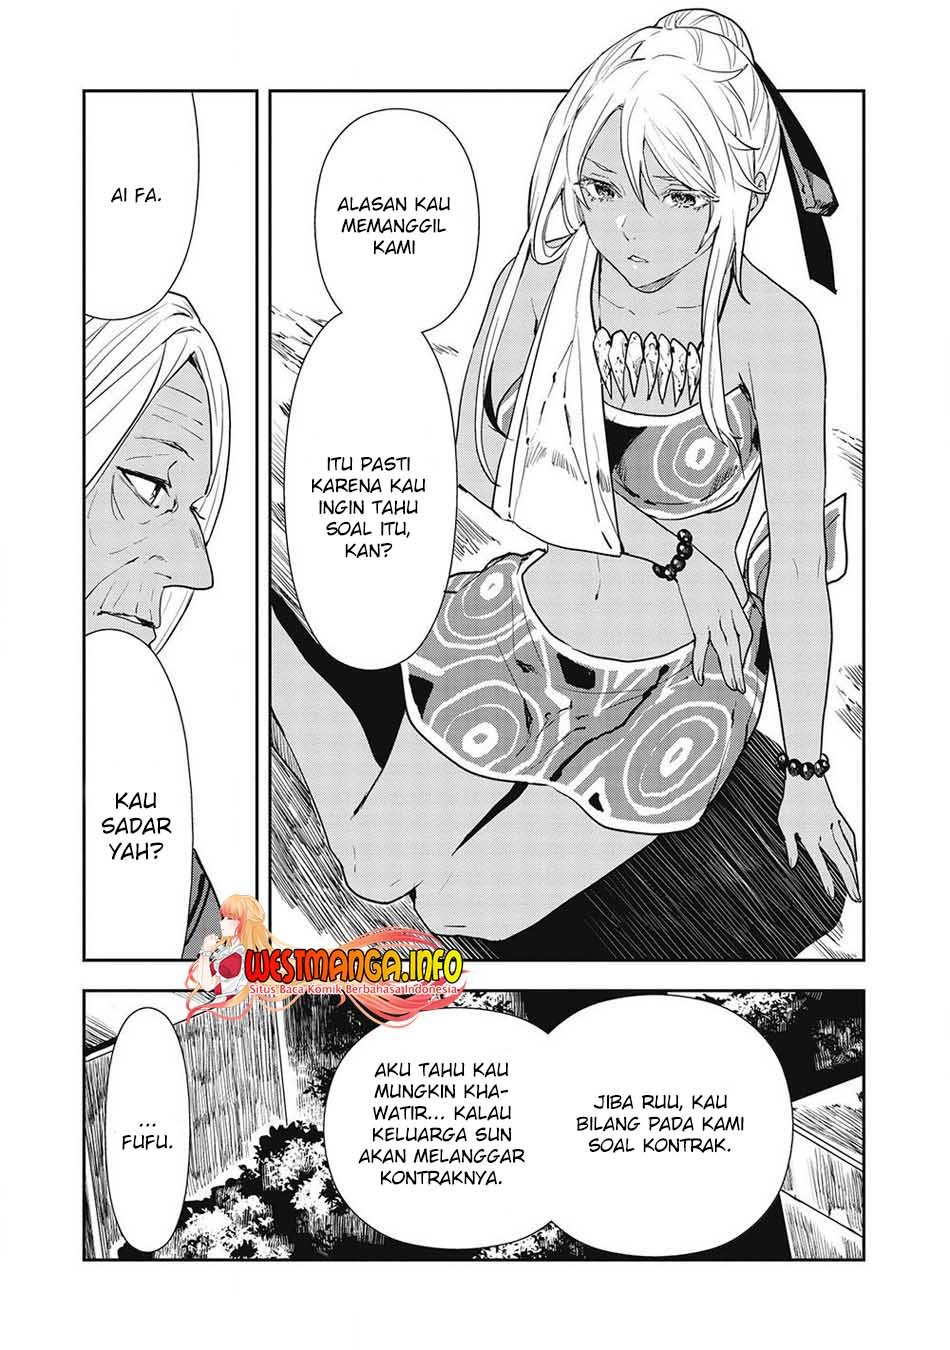 ALASAN KAU
MEMANGGIL
KAMI
ITU PASTI
KARENA KAU
INGIN TAHU
SOAL ITU,
KAN?
AI FA.
KAU
SADAR
YAH?
WESTMANGA.INFO
SITUS BACA KOMIK BERBAHASA INDONESIA
JIBA RUU, KAU
BILANG PADA KAMI
SOAL KONTRAK.
AKU TAHU KAU
MUNGKIN KHA-
WATIR... KALAU
KELUARGA SUN
AKAN MELANGGAR
KONTRAKNYA.
...
FUFU.